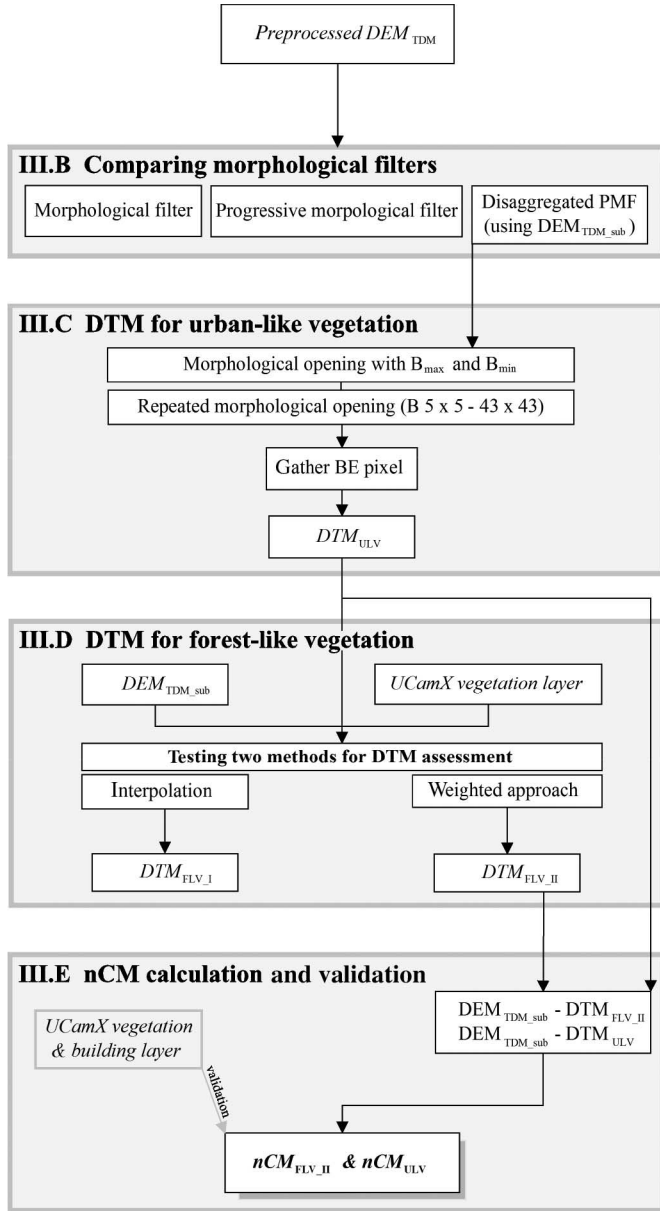 Preprocessed DEM TDM
III.B Comparing morphological filters
Morphological filter
Progressive morpological filter
Disaggregated PMF
(using DEM TDM_sub )
III.C DTM for urban-like vegetation
Morphological opening with B max and B min
Repeated morphological opening (B 5 x 5 - 43 x 43)
Gather BE pixel
DTM ULV
III.D DTM for forest-like vegetation
DEM TDM_sub
UCamX vegetation layer
Testing two methods for DTM assessment
Interpolation
Weighted approach
DTM FLV_I
DTM FLV_II
III.E nCM calculation and validation
UCamX vegetation
& building layer
validation
DEM TDM_sub - DTM FLV_II
DEM TDM_sub - DTM ULV
nCM FLV_II & nCM ULV